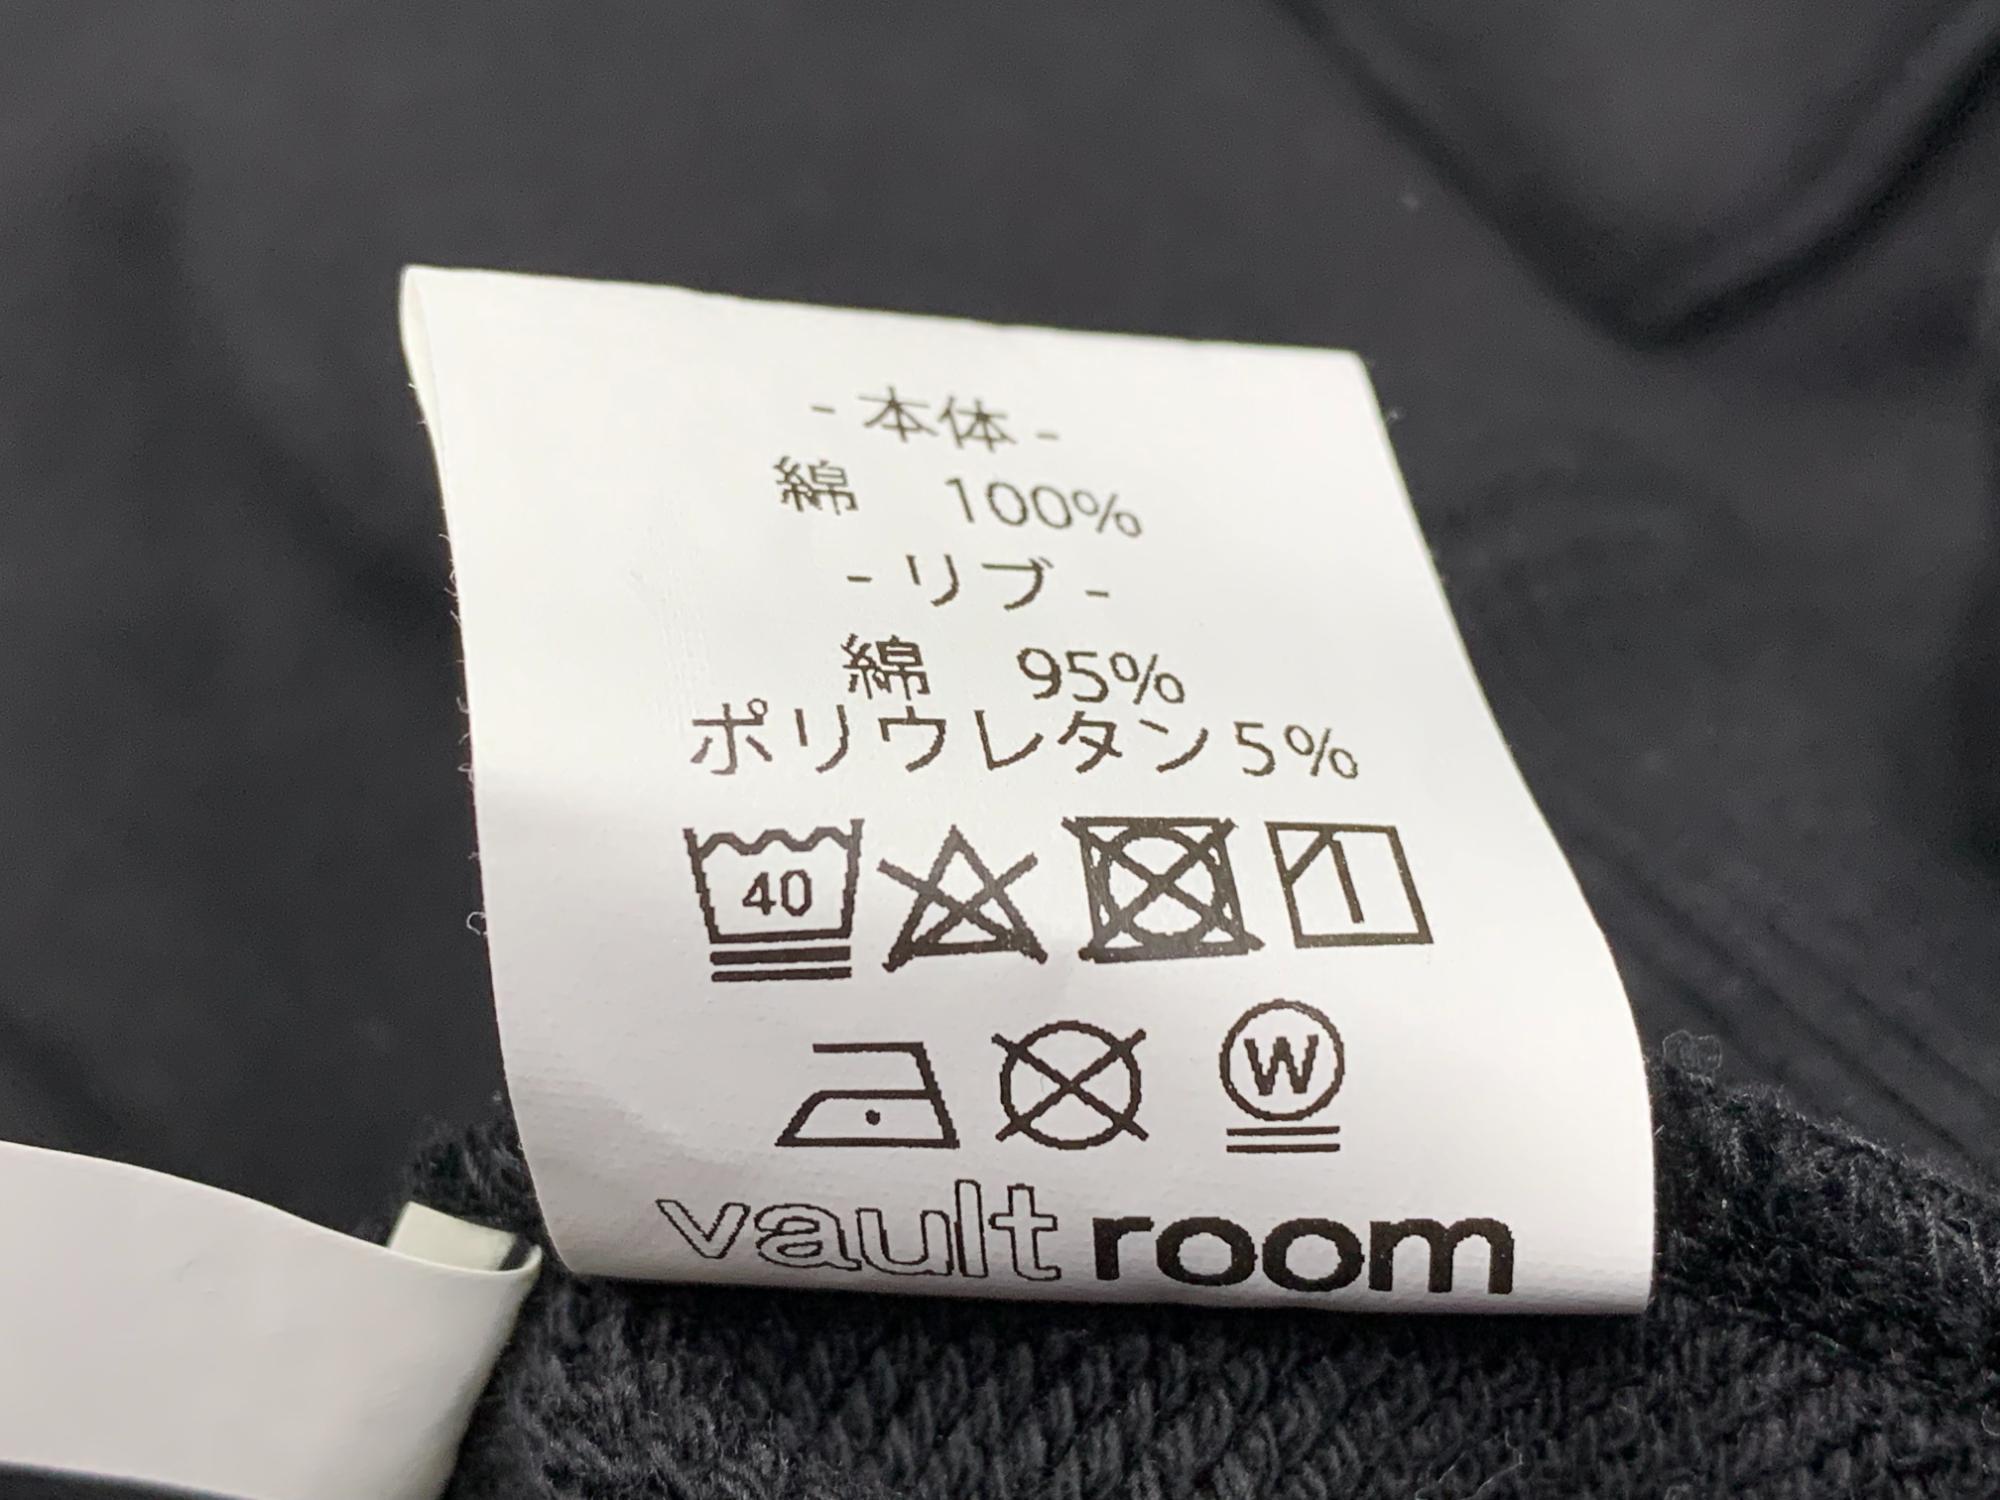 - 本体 -
綿 100%
- リブ -
綿 95%
ポリウレタン 5%
40
W
vault room